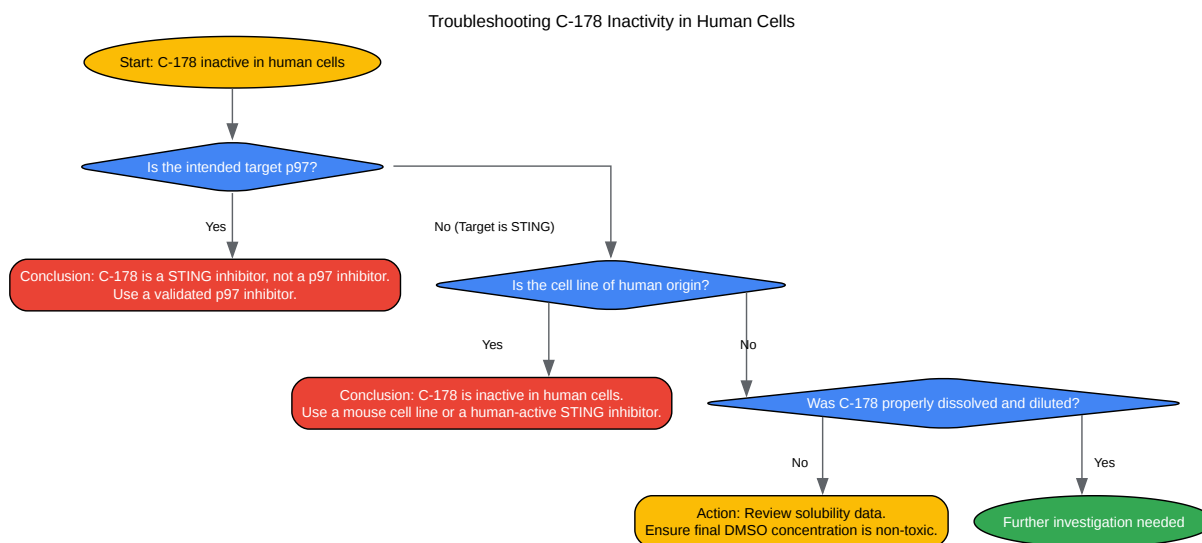 Troubleshooting C-178 Inactivity in Human Cells
Start: C-178 inactive in human cells
Is the intended target p97?
Yes
No (Target is STING)
Conclusion: C-178 is a STING inhibitor, not a p97 inhibitor.
Use a validated p97 inhibitor.
Is the cell line of human origin?
Yes
No
Conclusion: C-178 is inactive in human cells.
Use a mouse cell line or a human-active STING inhibitor.
Was C-178 properly dissolved and diluted?
No
Yes
Action: Review solubility data.
Ensure final DMSO concentration is non-toxic.
Further investigation needed